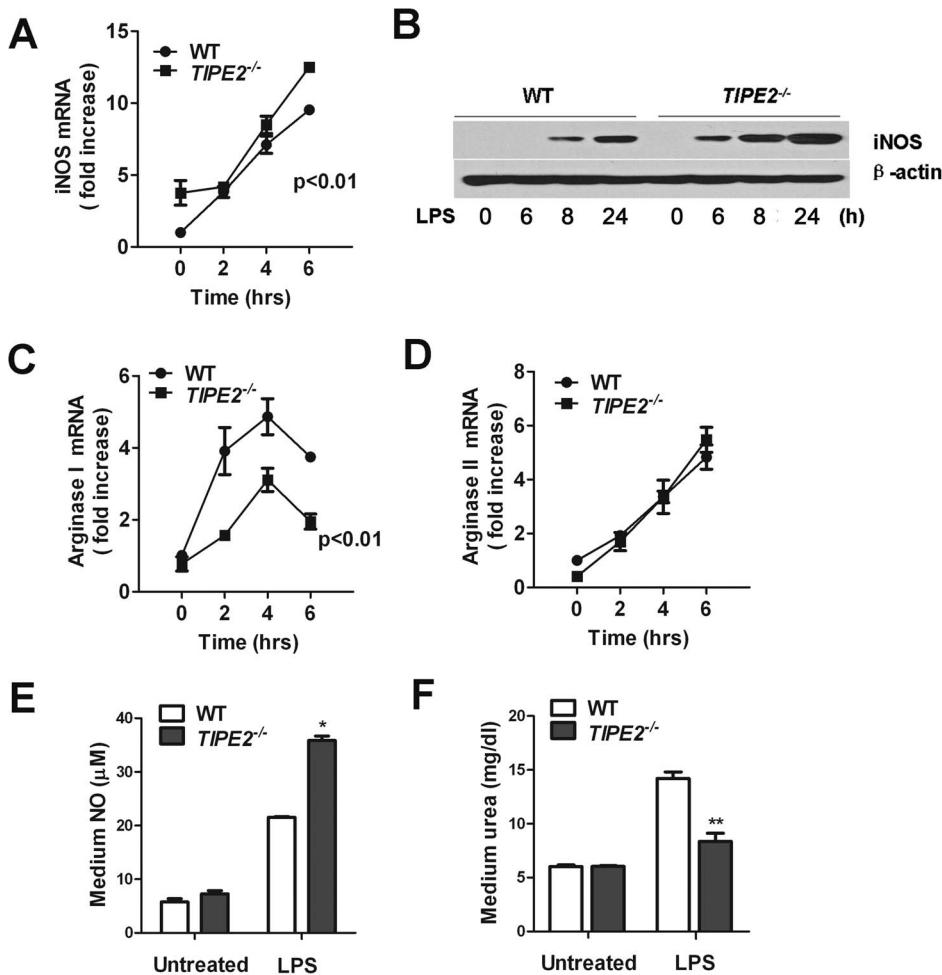 A
iNOS mRNA
( fold increase)
15
10
5
0
WT
TIPE2-/-
p<0.01
0 2 4 6
Time (hrs)
B
WT TIPE2-/-
iNOS
β-actin
LPS 0 6 8 24 0 6 8 24 (h)
C
Arginase I mRNA
( fold increase)
6
4
2
0
WT
TIPE2-/-
p<0.01
0 2 4 6
Time (hrs)
D
Arginase II mRNA
( fold increase)
8
6
4
2
0
WT
TIPE2-/-
0 2 4 6
Time (hrs)
E
Medium NO (μM)
40
30
20
10
0
WT
TIPE2-/-
*
Untreated LPS
F
Medium urea (mg/dl)
20
15
10
5
0
WT
TIPE2-/-
**
Untreated LPS